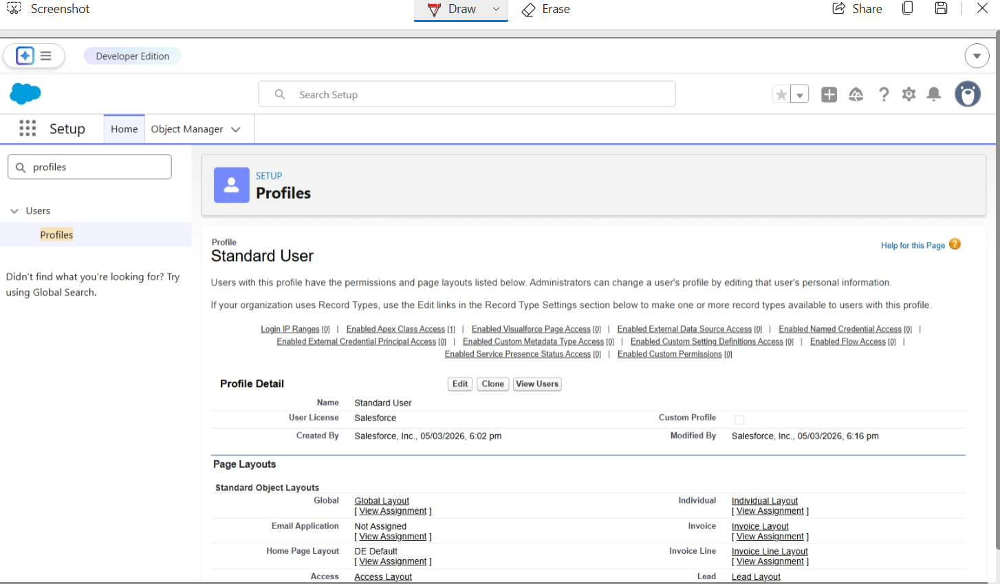 Screenshot
Draw
Erase
Share
Developer Edition
Search Setup
Setup
Home
Object Manager
profiles
Users
Profiles
Didn't find what you're looking for? Try
using Global Search.
SETUP
Profiles
Profile
Standard User
Help for this Page ?
Users with this profile have the permissions and page layouts listed below. Administrators can change a user's profile by editing that user's personal information.
If your organization uses Record Types, use the Edit links in the Record Type Settings section below to make one or more record types available to users with this profile.
Login IP Ranges [0] | Enabled Apex Class Access [1] | Enabled Visualforce Page Access [0] | Enabled External Data Source Access [0] | Enabled Named Credential Access [0] |
Enabled External Credential Principal Access [0] | Enabled Custom Metadata Type Access [0] | Enabled Custom Setting Definitions Access [0] | Enabled Flow Access [0] |
Enabled Service Presence Status Access [0] | Enabled Custom Permissions [0]
Profile Detail
Edit Clone View Users
Name Standard User
User License Salesforce Custom Profile
Created By Salesforce, Inc., 05/03/2026, 6:02 pm Modified By Salesforce, Inc., 05/03/2026, 6:16 pm
Page Layouts
Standard Object Layouts
Global Global Layout Individual Individual Layout
[ View Assignment ] [ View Assignment ]
Email Application Not Assigned Invoice Invoice Layout
[ View Assignment ] [ View Assignment ]
Home Page Layout DE Default Invoice Line Invoice Line Layout
[ View Assignment ] [ View Assignment ]
Access Access Layout Lead Lead Layout